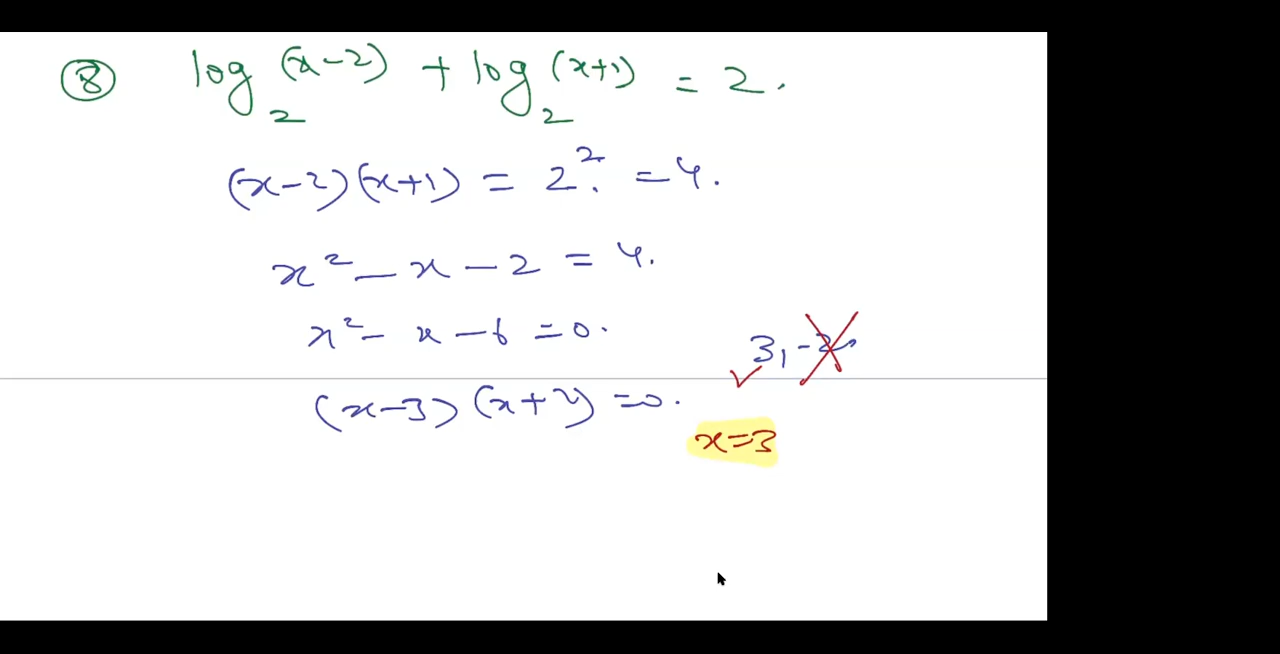 ⑧ log₂(x-2) + log₂(x+1) = 2.
(x-2)(x+1) = 2². = 4.
x² - x - 2 = 4.
x² - x - 6 = 0.
3, -2
(x-3)(x+2) = 0.
x=3